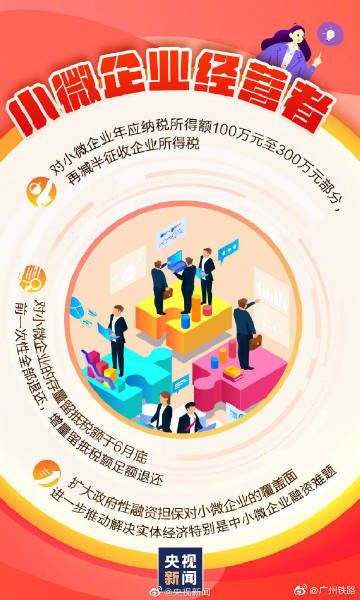 小微企业经营者
对小微企业年应纳税所得额100万元至300万元部分，
再减半征收企业所得税
对小微企业的存量留抵税额于6月底
前一次性全部退还，增量留抵税额足额退还
扩大政府性融资担保对小微企业的覆盖面
进一步推动解决实体经济特别是中小微企业融资难题
央视
新闻
@央视新闻
@广州铁路